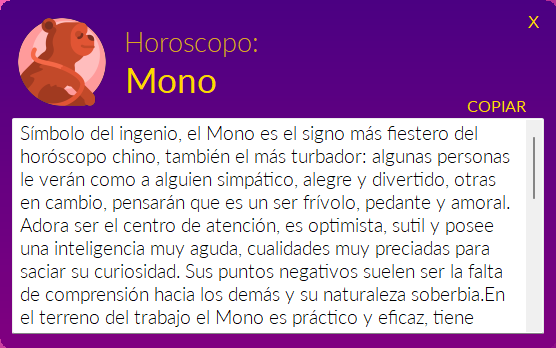 X
Horoscopo:
Mono
COPIAR
Símbolo del ingenio, el Mono es el signo más fiestero del
horóscopo chino, también el más turbador: algunas personas
le verán como a alguien simpático, alegre y divertido, otras
en cambio, pensarán que es un ser frívolo, pedante y amoral.
Adora ser el centro de atención, es optimista, sutil y posee
una inteligencia muy aguda, cualidades muy preciadas para
saciar su curiosidad. Sus puntos negativos suelen ser la falta
de comprensión hacia los demás y su naturaleza soberbia.En
el terreno del trabajo el Mono es práctico y eficaz, tiene